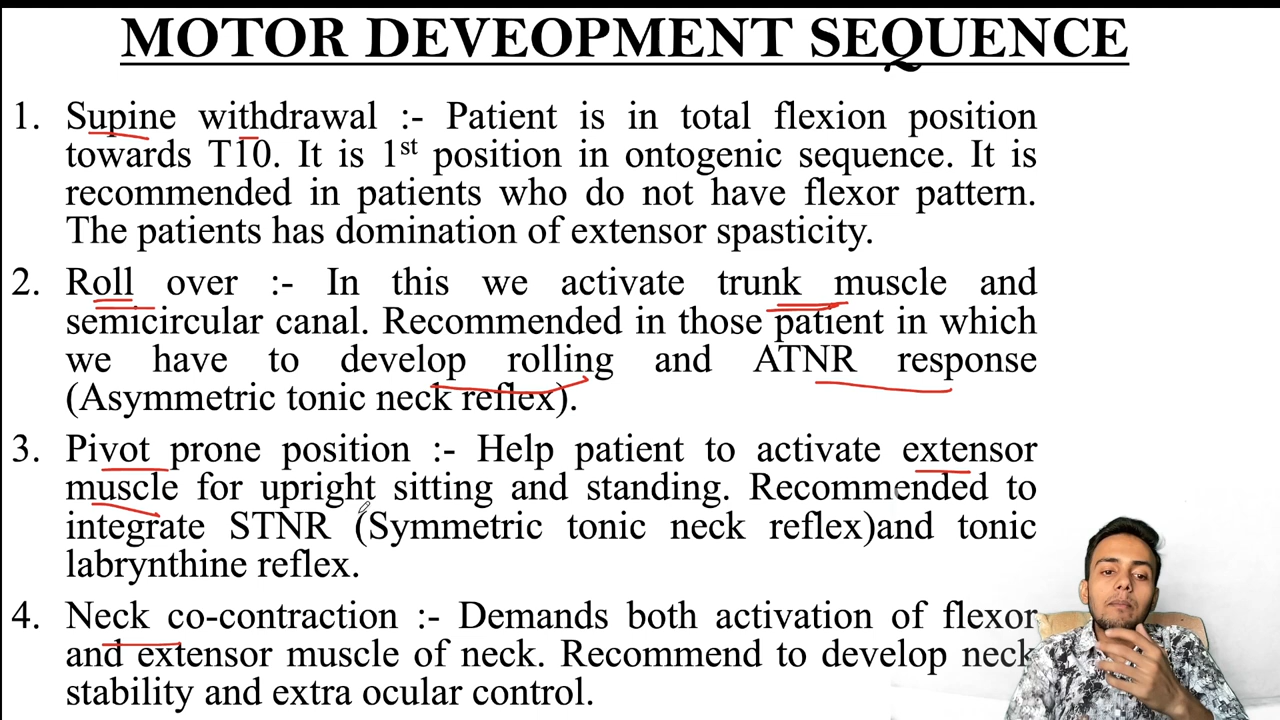 MOTOR DEVEOPMENT SEQUENCE
1. Supine withdrawal :- Patient is in total flexion position
towards T10. It is 1st position in ontogenic sequence. It is
recommended in patients who do not have flexor pattern.
The patients has domination of extensor spasticity.
2. Roll over :- In this we activate trunk muscle and
semicircular canal. Recommended in those patient in which
we have to develop rolling and ATNR response
(Asymmetric tonic neck reflex).
3. Pivot prone position :- Help patient to activate extensor
muscle for upright sitting and standing. Recommended to
integrate STNR (Symmetric tonic neck reflex)and tonic
labrynthine reflex.
4. Neck co-contraction :- Demands both activation of flexor
and extensor muscle of neck. Recommend to develop neck
stability and extra ocular control.